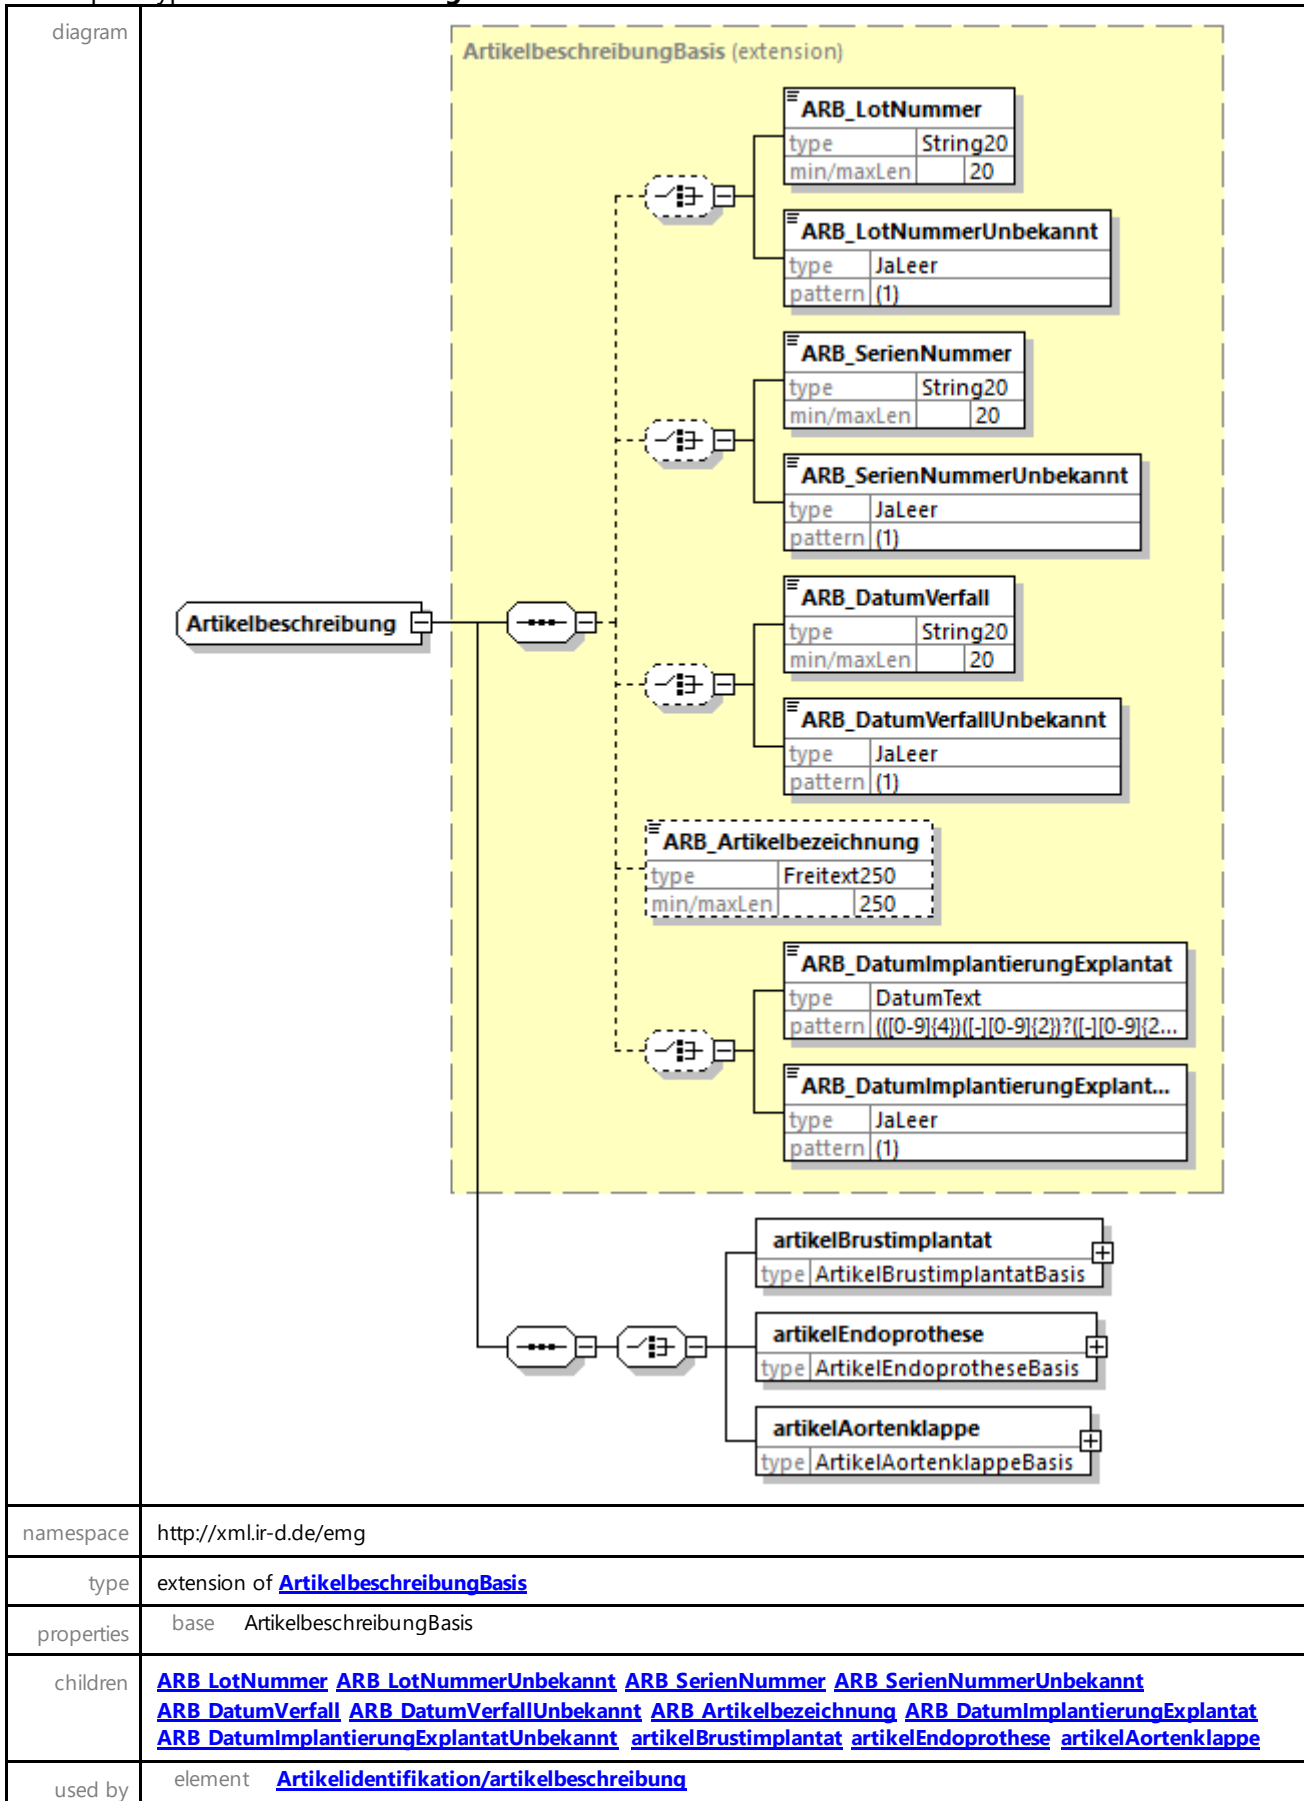 diagram
ArtikelbeschreibungBasis (extension)
ARB_LotNummer
type String20
min/maxLen 20
ARB_LotNummerUnbekannt
type JaLeer
pattern (1)
ARB_SerienNummer
type String20
min/maxLen 20
ARB_SerienNummerUnbekannt
type JaLeer
pattern (1)
Artikelbeschreibung
ARB_DatumVerfall
type String20
min/maxLen 20
ARB_DatumVerfallUnbekannt
type JaLeer
pattern (1)
ARB_Artikelbezeichnung
type Freitext250
min/maxLen 250
ARB_DatumImplantierungExplantat
type DatumText
pattern (([0-9]{4})([-][0-9]{2})?([-][0-9]{2...
ARB_DatumImplantierungExplant...
type JaLeer
pattern (1)
artikelBrustimplantat
type ArtikelBrustimplantatBasis
artikelEndoprothese
type ArtikelEndoprotheseBasis
artikelAortenklappe
type ArtikelAortenklappeBasis
namespace http://xml.ir-d.de/emg
type extension of ArtikelbeschreibungBasis
properties base ArtikelbeschreibungBasis
children ARB_LotNummer ARB_LotNummerUnbekannt ARB_SerienNummer ARB_SerienNummerUnbekannt
ARB_DatumVerfall ARB_DatumVerfallUnbekannt ARB_Artikelbezeichnung ARB_DatumImplantierungExplantat
ARB_DatumImplantierungExplantatUnbekannt artikelBrustimplantat artikelEndoprothese artikelAortenklappe
used by element Artikelidentifikation/artikelbeschreibung